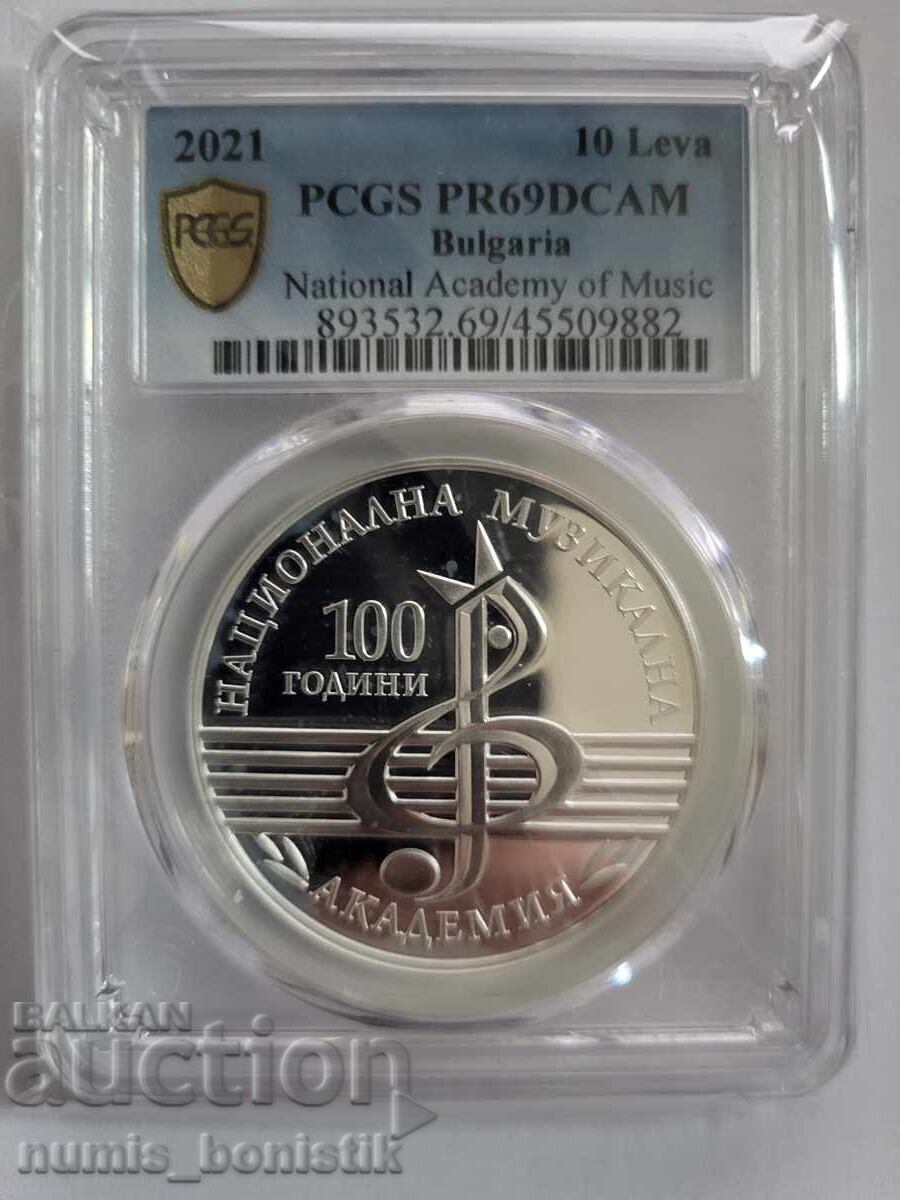 2021 10 Leva
PCGS PCGS PR69DCAM
Bulgaria
National Academy of Music
893532.69/45509882
НАЦИОНАЛНА МУЗИКАЛНА
100
ГОДИНИ
АКАДЕМИЯ
BALKAN
auction
numis_bonistik